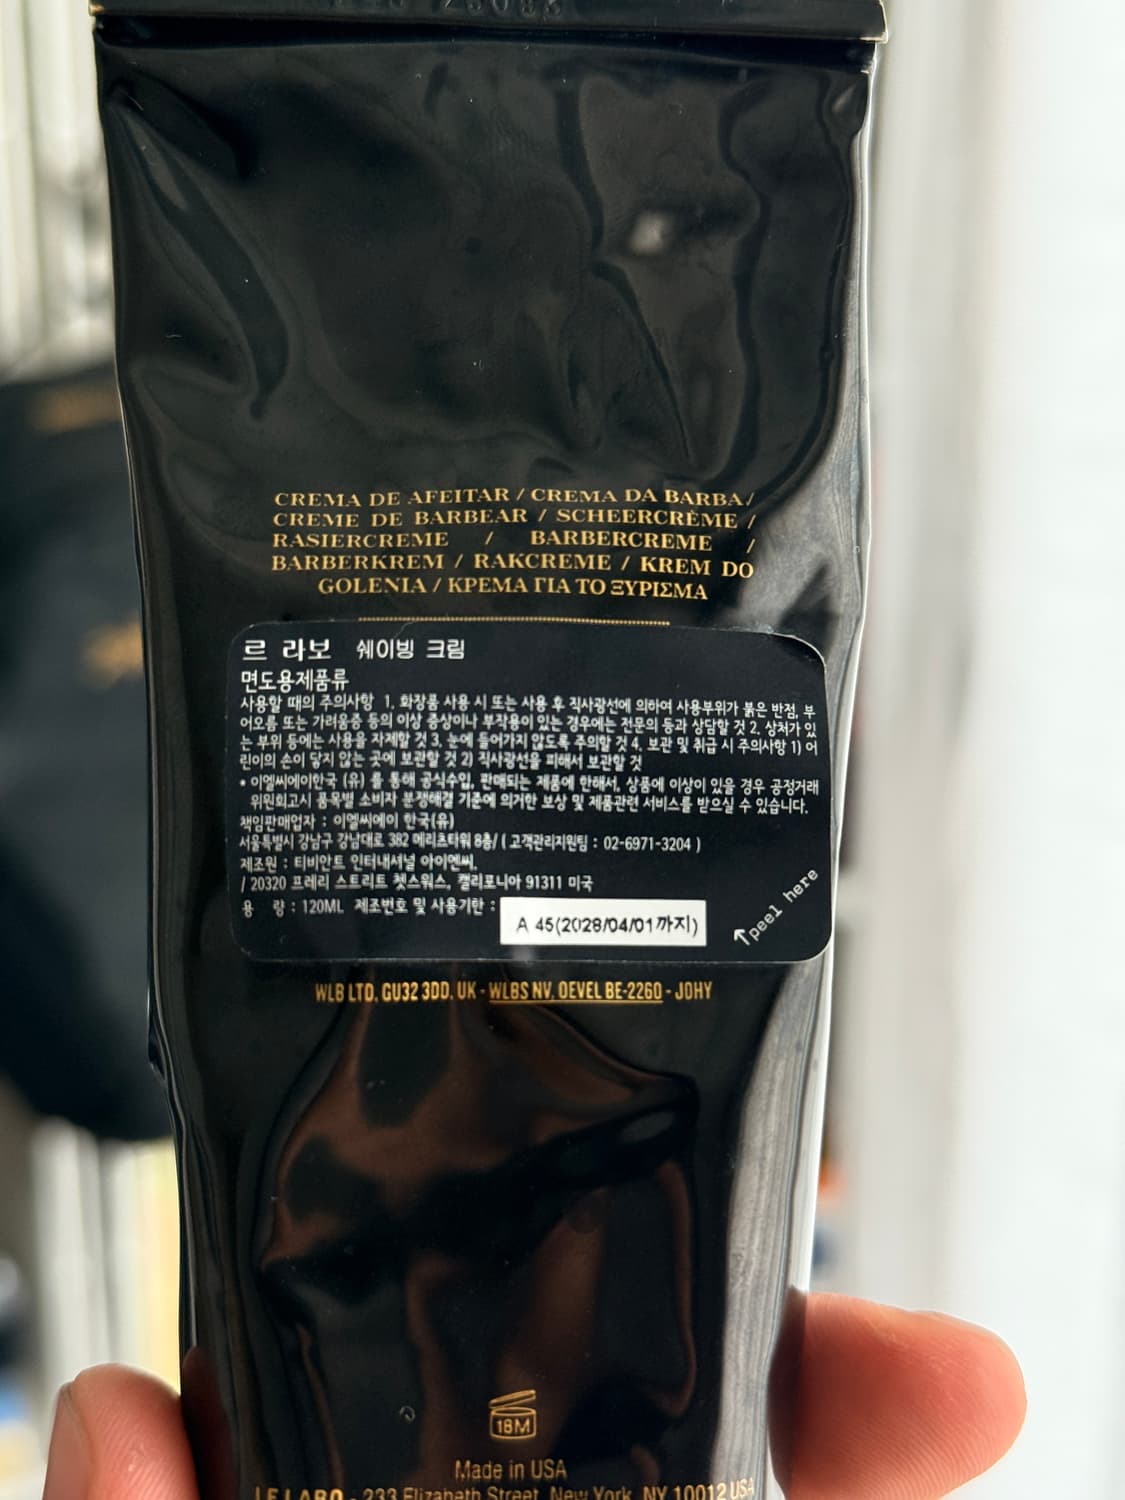 CREMA DE AFEITAR / CREMA DA BARBA /
CREME DE BARBEAR / SCHEERCRÈME /
RASIERCREME / BARBERCREME /
BARBERKREM / RAKCREME / KREM DO
GOLENIA / ΚΡΕΜΑ ΓΙΑ ΤΟ ΞΥΡΙΣΜΑ
르 라보 쉐이빙 크림
면도용제품류
사용할 때의 주의사항 1. 화장품 사용 시 또는 사용 후 직사광선에 의하여 사용부위가 붉은 반점, 부
어오름 또는 가려움증 등의 이상 증상이나 부작용이 있는 경우에는 전문의 등과 상담할 것 2. 상처가 있
는 부위 등에는 사용을 자제할 것 3. 눈에 들어가지 않도록 주의할 것 4. 보관 및 취급 시 주의사항 1) 어
린이의 손이 닿지 않는 곳에 보관할 것 2) 직사광선을 피해서 보관할 것
• 이엘씨에이한국 (유) 를 통해 공식수입, 판매되는 제품에 한해서, 상품에 이상이 있을 경우 공정거래
위원회고시 품목별 소비자 분쟁해결 기준에 의거한 보상 및 제품관련 서비스를 받으실 수 있습니다.
책임판매업자 : 이엘씨에이 한국(유)
서울특별시 강남구 강남대로 382 메리츠타워 8층/ ( 고객관리지원팀 : 02-6971-3204 )
제조원 : 티비안트 인터내셔널 아이엔씨.
/ 20320 프레리 스트리트 챗스워스, 캘리포니아 91311 미국
용 량 : 120ML 제조번호 및 사용기한 :
A 45(2028/04/01까지)
peel here
WLB LTD, GU32 3DD, UK - WLBS NV, OEVEL BE-2260 - JOHY
18M
Made in USA
LE LABO - 233 Elizabeth Street, New York, NY 10012 USA